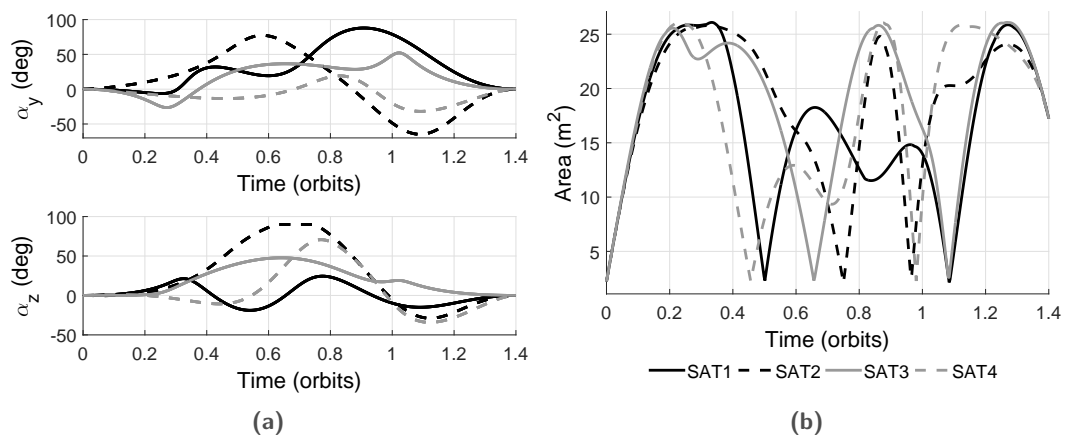 100
50
0
-50
α_y (deg)
0 0.2 0.4 0.6 0.8 1 1.2 1.4
Time (orbits)
100
50
0
-50
α_z (deg)
0 0.2 0.4 0.6 0.8 1 1.2 1.4
Time (orbits)
(a)
25
20
15
10
5
Area (m²)
0 0.2 0.4 0.6 0.8 1 1.2 1.4
Time (orbits)
SAT1 SAT2 SAT3 SAT4
(b)